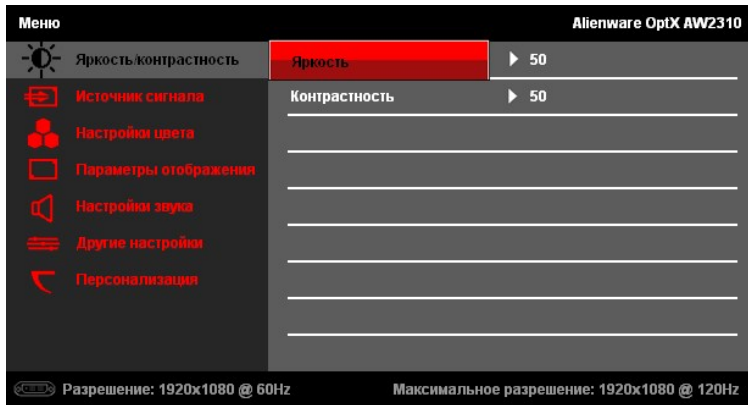 Меню
Alienware OptX AW2310
Яркость/контрастность
Яркость
50
Источник сигнала
Контрастность
50
Настройки цвета
Параметры отображения
Настройки звука
Другие настройки
Персонализация
Разрешение: 1920x1080 @ 60Hz
Максимальное разрешение: 1920x1080 @ 120Hz